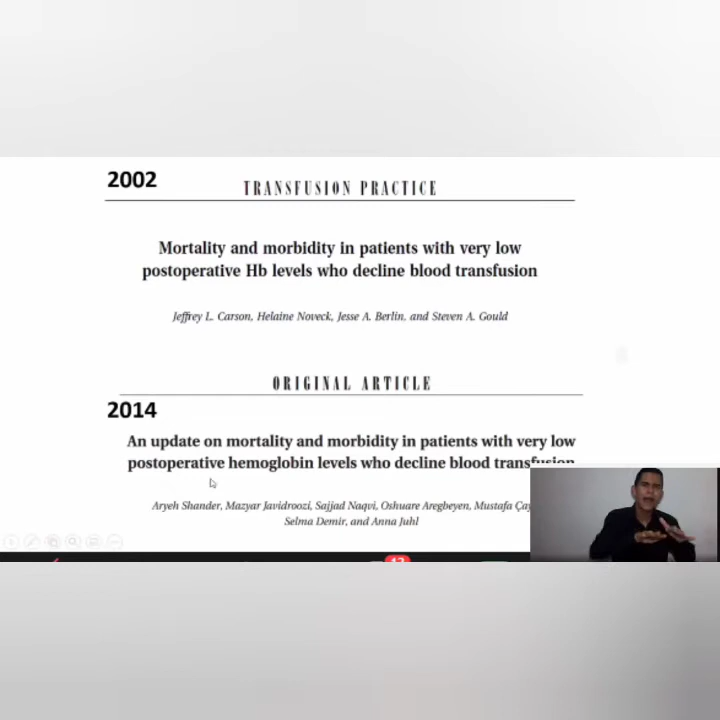 2002
TRANSFUSION PRACTICE
Mortality and morbidity in patients with very low
postoperative Hb levels who decline blood transfusion
Jeffrey L. Carson, Helaine Noveck, Jesse A. Berlin, and Steven A. Gould
ORIGINAL ARTICLE
2014
An update on mortality and morbidity in patients with very low
postoperative hemoglobin levels who decline blood transfusion
Aryeh Shander, Mazyar Javidroozi, Sajjad Naqvi, Oshuare Aregbeyen, Mustafa
Selma Demir, and Anna Juhl